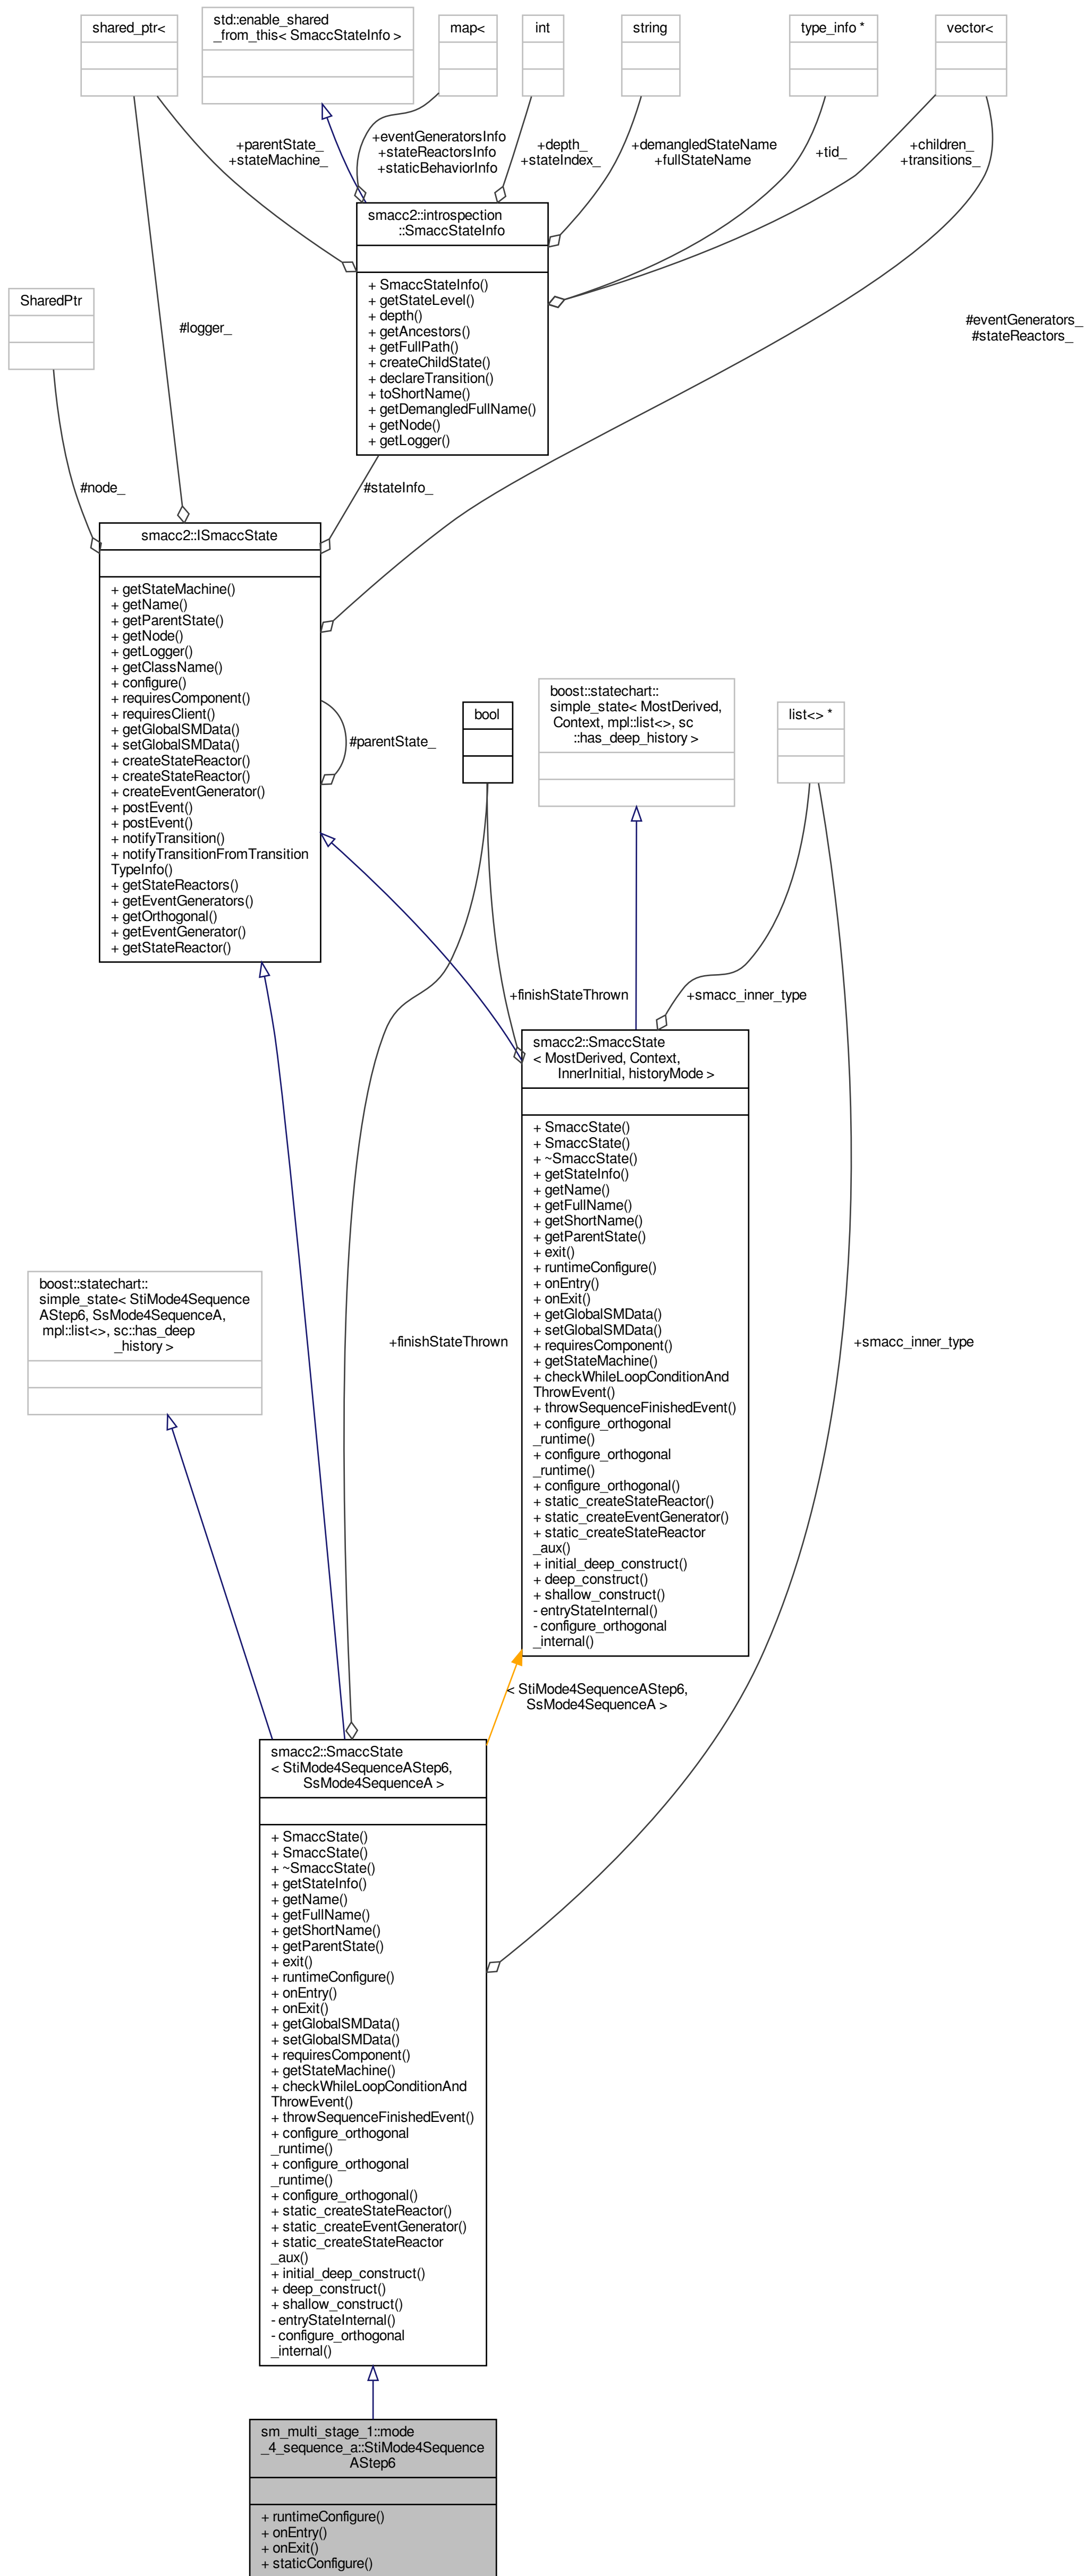 shared_ptr<
std::enable_shared
_from_this< SmaccStateInfo >
map<
int
string
type_info *
vector<
+parentState_
+stateMachine_
+eventGeneratorsInfo
+stateReactorsInfo
+staticBehaviorInfo
+depth_
+stateIndex_
+demangledStateName
+fullStateName
+tid_
+children_
+transitions_
smacc2::introspection
::SmaccStateInfo
+ SmaccStateInfo()
+ getStateLevel()
+ depth()
+ getAncestors()
+ getFullPath()
+ createChildState()
+ declareTransition()
+ toShortName()
+ getDemangledFullName()
+ getNode()
+ getLogger()
SharedPtr
#logger_
#eventGenerators_
#stateReactors_
#node_
#stateInfo_
smacc2::ISmaccState
+ getStateMachine()
+ getName()
+ getParentState()
+ getNode()
+ getLogger()
+ getClassName()
+ configure()
+ requiresComponent()
+ requiresClient()
+ getGlobalSMData()
+ setGlobalSMData()
+ createStateReactor()
+ createStateReactor()
+ createEventGenerator()
+ postEvent()
+ postEvent()
+ notifyTransition()
+ notifyTransitionFromTransition
TypeInfo()
+ getStateReactors()
+ getEventGenerators()
+ getOrthogonal()
+ getEventGenerator()
+ getStateReactor()
#parentState_
bool
boost::statechart::
simple_state< MostDerived,
Context, mpl::list<>, sc
::has_deep_history >
list<> *
+finishStateThrown
+smacc_inner_type
smacc2::SmaccState
< MostDerived, Context,
InnerInitial, historyMode >
+ SmaccState()
+ SmaccState()
+ ~SmaccState()
+ getStateInfo()
+ getName()
+ getFullName()
+ getShortName()
+ getParentState()
+ exit()
+ runtimeConfigure()
+ onEntry()
+ onExit()
+ getGlobalSMData()
+ setGlobalSMData()
+ requiresComponent()
+ getStateMachine()
+ checkWhileLoopConditionAnd
ThrowEvent()
+ throwSequenceFinishedEvent()
+ configure_orthogonal
_runtime()
+ configure_orthogonal
_runtime()
+ configure_orthogonal()
+ static_createStateReactor()
+ static_createEventGenerator()
+ static_createStateReactor
_aux()
+ initial_deep_construct()
+ deep_construct()
+ shallow_construct()
- entryStateInternal()
- configure_orthogonal
_internal()
boost::statechart::
simple_state< StiMode4Sequence
AStep6, SsMode4SequenceA,
mpl::list<>, sc::has_deep
_history >
+finishStateThrown
+smacc_inner_type
< StiMode4SequenceAStep6,
SsMode4SequenceA >
smacc2::SmaccState
< StiMode4SequenceAStep6,
SsMode4SequenceA >
+ SmaccState()
+ SmaccState()
+ ~SmaccState()
+ getStateInfo()
+ getName()
+ getFullName()
+ getShortName()
+ getParentState()
+ exit()
+ runtimeConfigure()
+ onEntry()
+ onExit()
+ getGlobalSMData()
+ setGlobalSMData()
+ requiresComponent()
+ getStateMachine()
+ checkWhileLoopConditionAnd
ThrowEvent()
+ throwSequenceFinishedEvent()
+ configure_orthogonal
_runtime()
+ configure_orthogonal
_runtime()
+ configure_orthogonal()
+ static_createStateReactor()
+ static_createEventGenerator()
+ static_createStateReactor
_aux()
+ initial_deep_construct()
+ deep_construct()
+ shallow_construct()
- entryStateInternal()
- configure_orthogonal
_internal()
sm_multi_stage_1::mode
_4_sequence_a::StiMode4Sequence
AStep6
+ runtimeConfigure()
+ onEntry()
+ onExit()
+ staticConfigure()